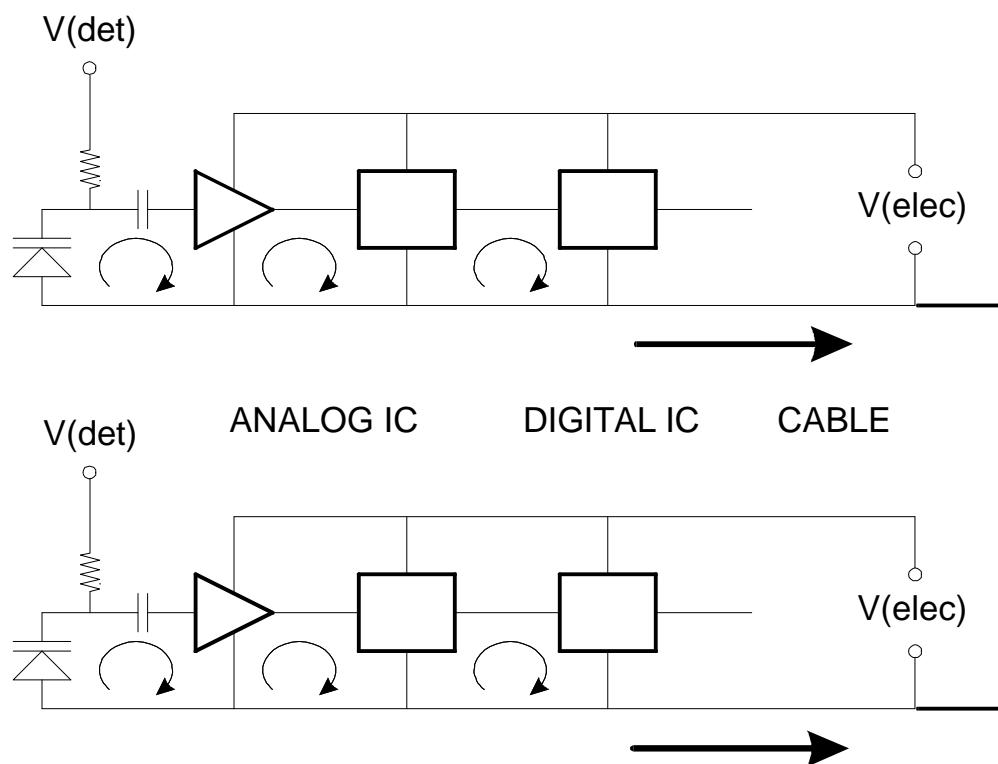 V(det)
V(elec)
ANALOG IC DIGITAL IC CABLE
V(det)
V(elec)